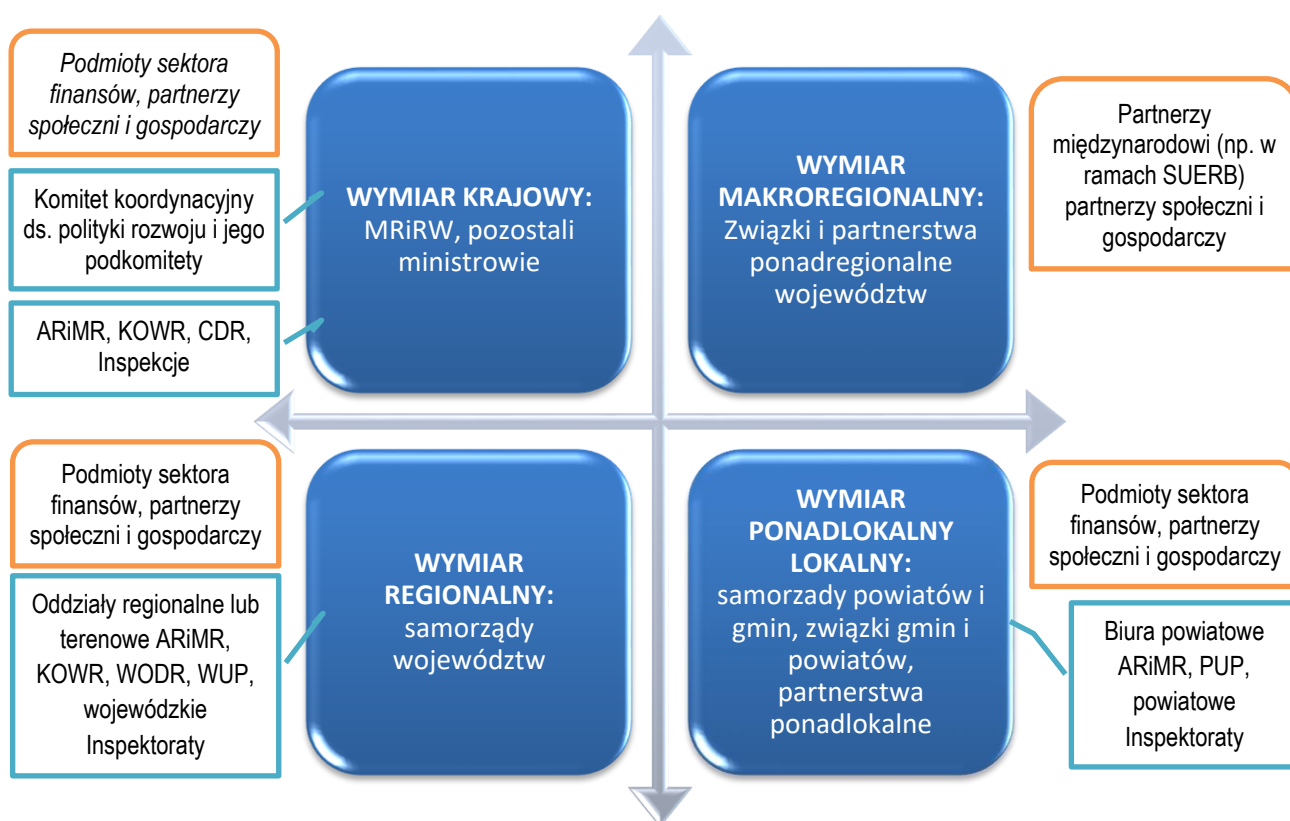 Podmioty sektora
finansów, partnerzy
społeczni i gospodarczy
Komitet koordynacyjny
ds. polityki rozwoju i jego
podkomitety
ARiMR, KOWR, CDR,
Inspekcje
WYMIAR KRAJOWY:
MRiRW, pozostali
ministrowie
WYMIAR
MAKROREGIONALNY:
Związki i partnerstwa
ponadregionalne
województw
Partnerzy
międzynarodowi (np. w
ramach SUERB)
partnerzy społeczni i
gospodarczy
Podmioty sektora
finansów, partnerzy
społeczni i gospodarczy
Oddziały regionalne lub
terenowe ARiMR,
KOWR, WODR, WUP,
wojewódzkie
Inspektoraty
WYMIAR
REGIONALNY:
samorządy
województw
WYMIAR
PONADLOKALNY
LOKALNY:
samorzady powiatów i
gmin, związki gmin i
powiatów,
partnerstwa
ponadlokalne
Podmioty sektora
finansów, partnerzy
społeczni i gospodarczy
Biura powiatowe
ARiMR, PUP,
powiatowe
Inspektoraty